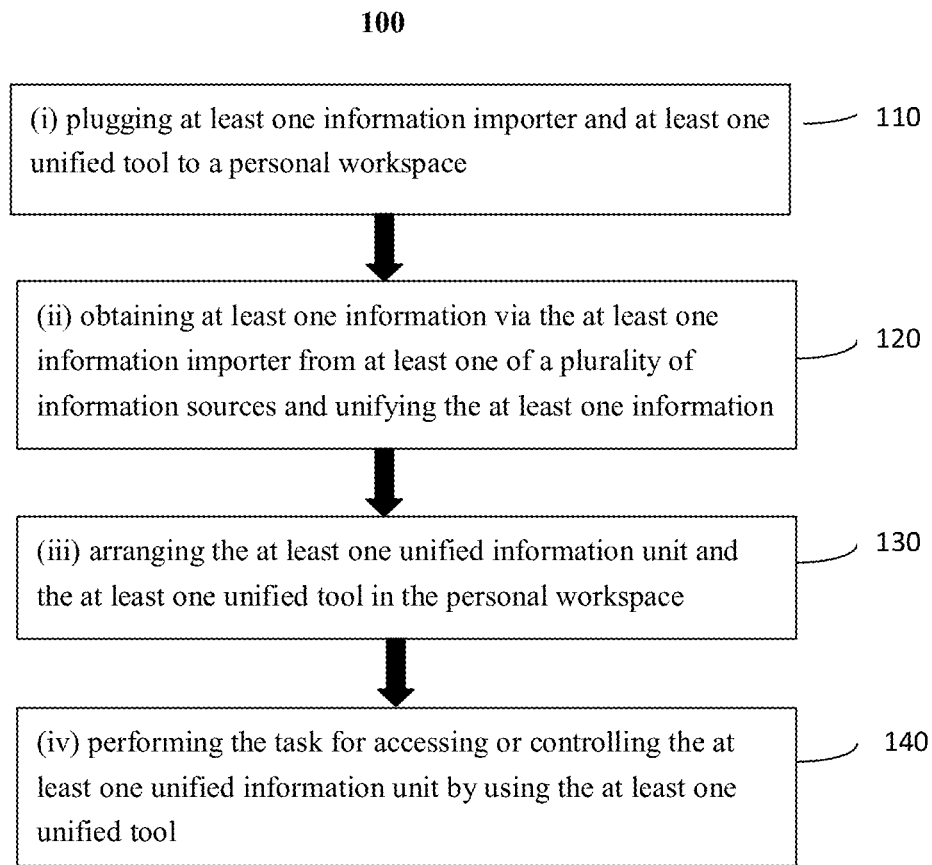 100
(i) plugging at least one information importer and at least one
unified tool to a personal workspace
110
(ii) obtaining at least one information via the at least one
information importer from at least one of a plurality of
information sources and unifying the at least one information
120
(iii) arranging the at least one unified information unit and
the at least one unified tool in the personal workspace
130
(iv) performing the task for accessing or controlling the at
least one unified information unit by using the at least one
unified tool
140